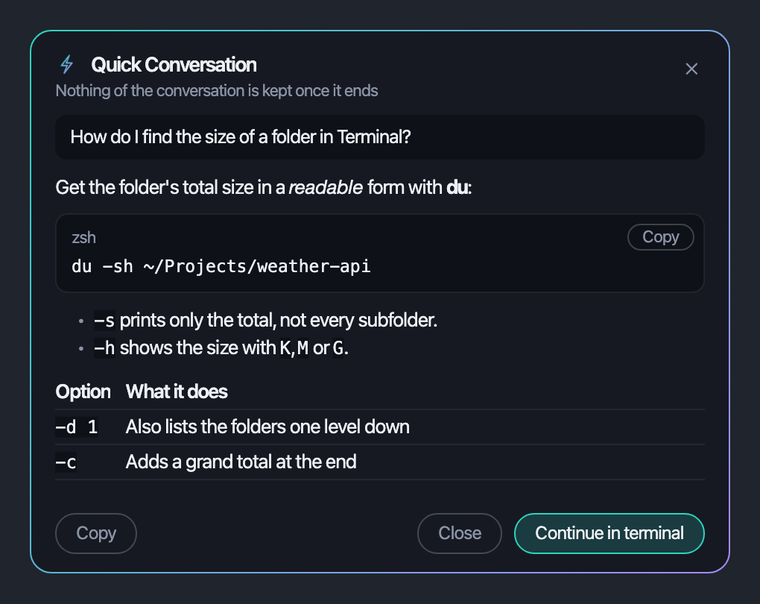 Quick Conversation
Nothing of the conversation is kept once it ends
How do I find the size of a folder in Terminal?
Get the folder's total size in a readable form with du:
zsh
Copy
du -sh ~/Projects/weather-api
• -s prints only the total, not every subfolder.
• -h shows the size with K, M or G.
Option What it does
-d 1 Also lists the folders one level down
-c Adds a grand total at the end
Copy Close Continue in terminal